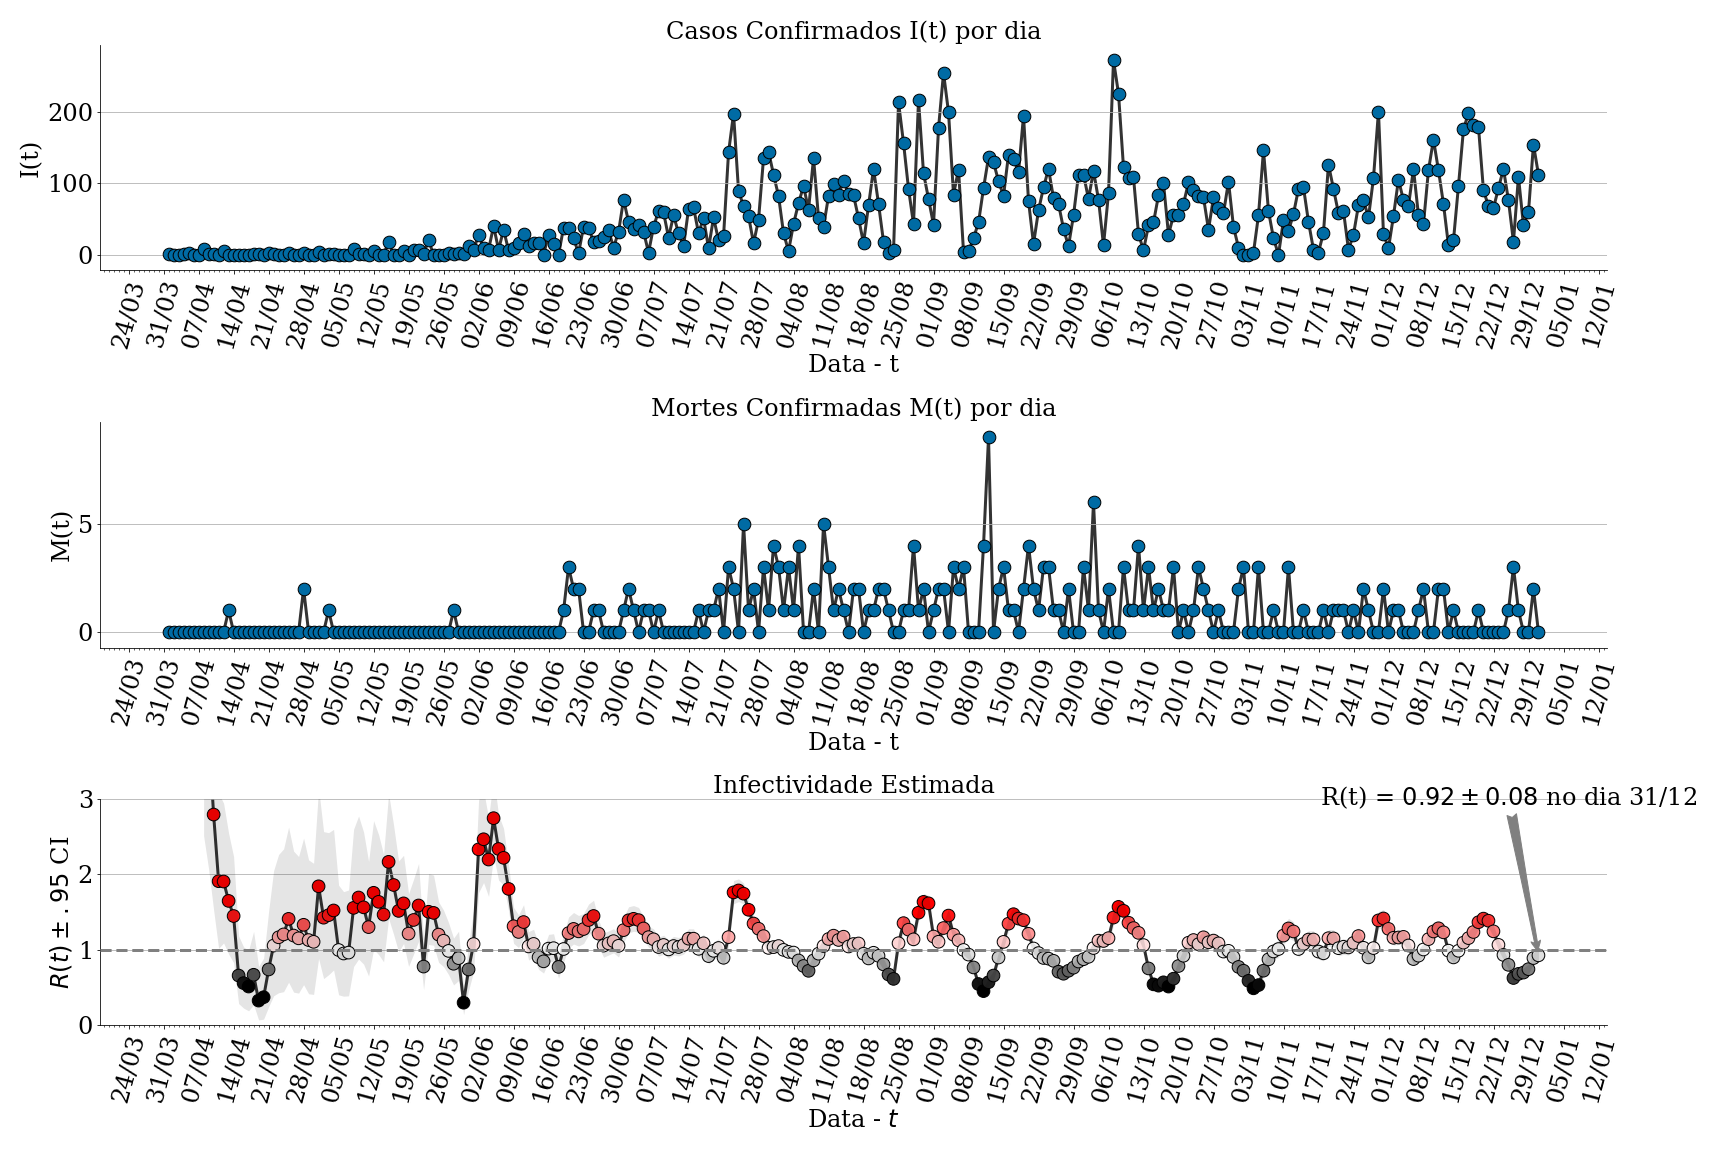 Casos Confirmados I(t) por dia
I(t)
200
100
0
24/03 31/03 07/04 14/04 21/04 28/04 05/05 12/05 19/05 26/05 02/06 09/06 16/06 23/06 30/06 07/07 14/07 21/07 28/07 04/08 11/08 18/08 25/08 01/09 08/09 15/09 22/09 29/09 06/10 13/10 20/10 27/10 03/11 10/11 17/11 24/11 01/12 08/12 15/12 22/12 29/12 05/01 12/01
Data - t
Mortes Confirmadas M(t) por dia
M(t)
5
0
24/03 31/03 07/04 14/04 21/04 28/04 05/05 12/05 19/05 26/05 02/06 09/06 16/06 23/06 30/06 07/07 14/07 21/07 28/07 04/08 11/08 18/08 25/08 01/09 08/09 15/09 22/09 29/09 06/10 13/10 20/10 27/10 03/11 10/11 17/11 24/11 01/12 08/12 15/12 22/12 29/12 05/01 12/01
Data - t
Infectividade Estimada
R(t) = 0.92 ± 0.08 no dia 31/12
R(t) ± .95 CI
3
2
1
0
24/03 31/03 07/04 14/04 21/04 28/04 05/05 12/05 19/05 26/05 02/06 09/06 16/06 23/06 30/06 07/07 14/07 21/07 28/07 04/08 11/08 18/08 25/08 01/09 08/09 15/09 22/09 29/09 06/10 13/10 20/10 27/10 03/11 10/11 17/11 24/11 01/12 08/12 15/12 22/12 29/12 05/01 12/01
Data - t